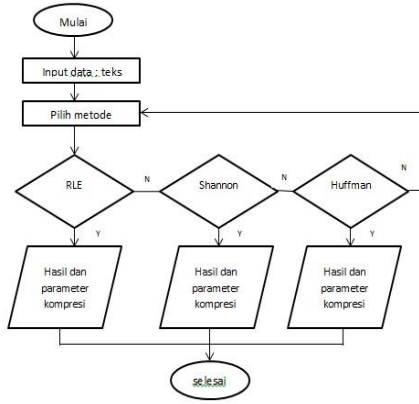 Mulai
Input data : teks
Pilih metode
RLE
N
Shannon
N
Huffman
N
Y
Y
Y
Hasil dan
parameter
kompresi
Hasil dan
parameter
kompresi
Hasil dan
parameter
kompresi
selesai